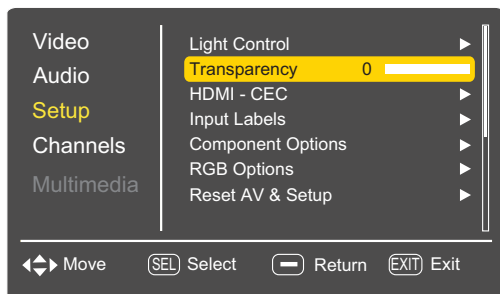 Video
Audio
Setup
Channels
Multimedia
Light Control
Transparency 0
HDMI - CEC
Input Labels
Component Options
RGB Options
Reset AV & Setup
Move SEL Select Return EXIT Exit